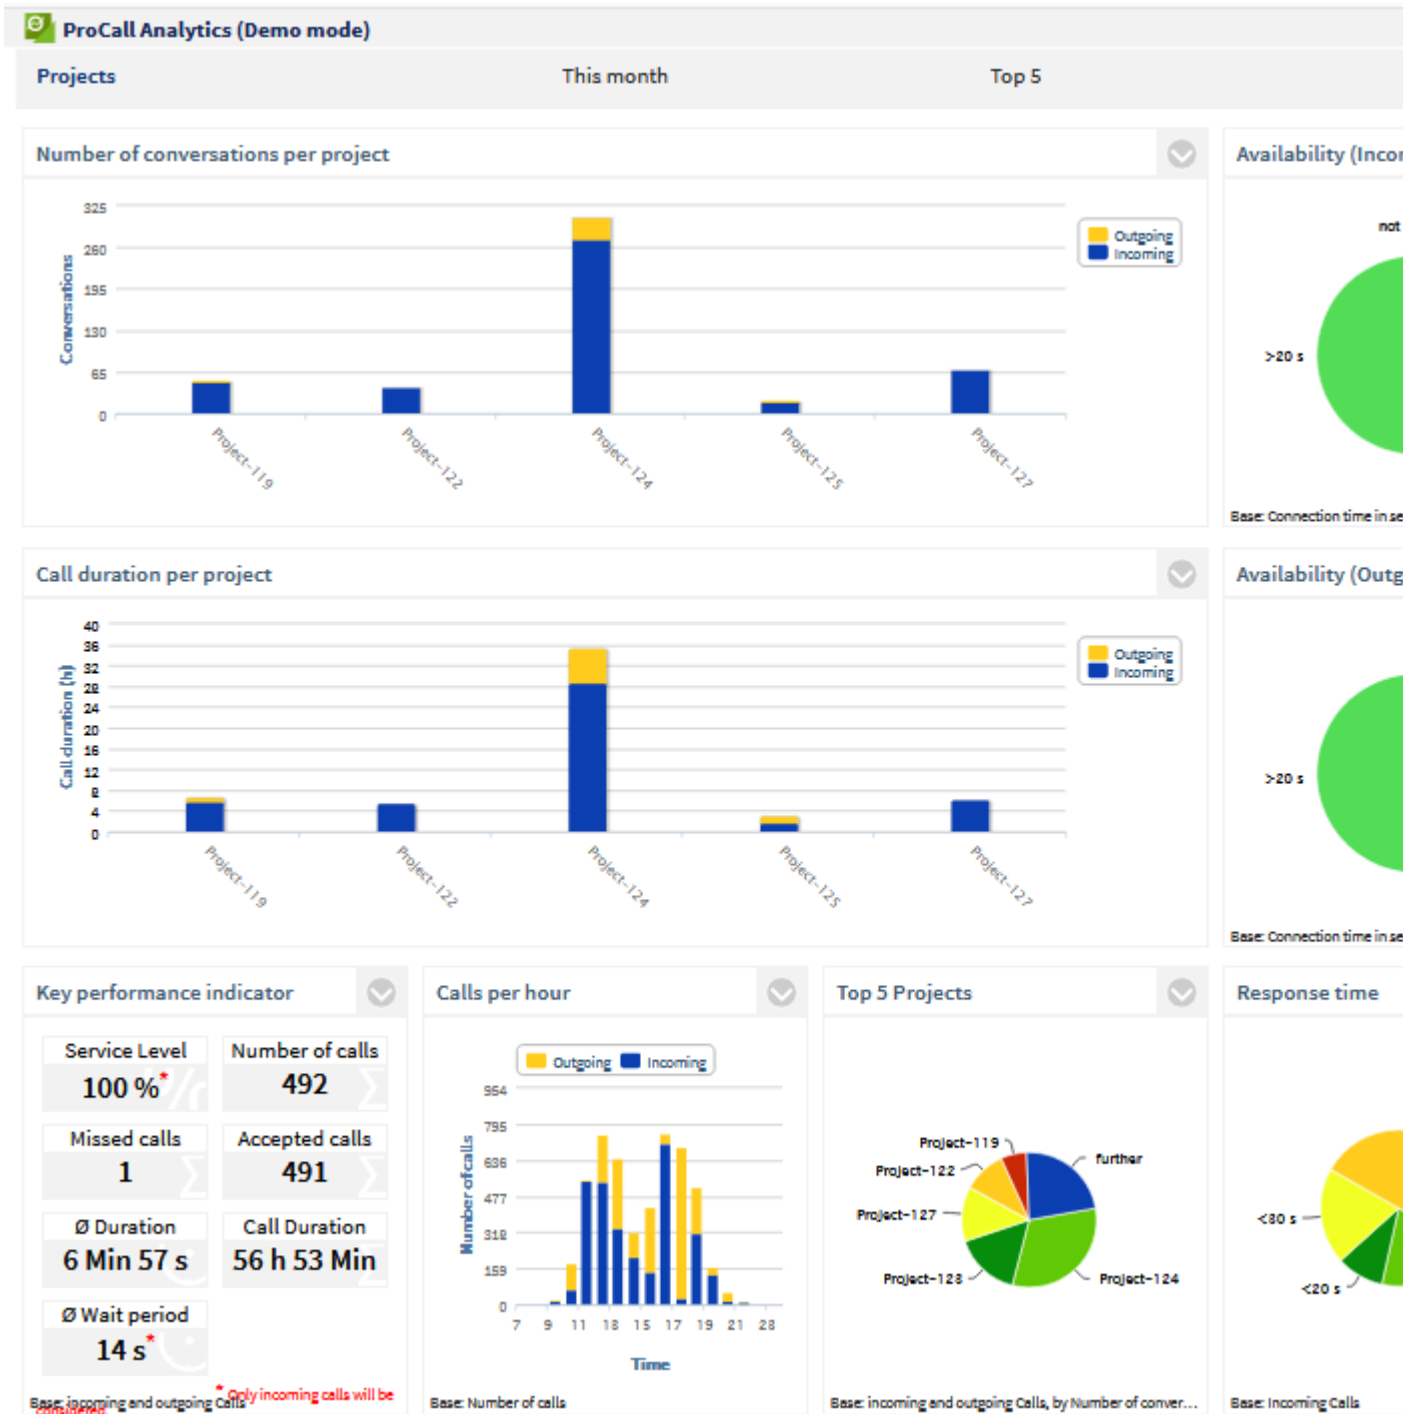 ProCall Analytics (Demo mode)
Projects
This month
Top 5
Number of conversations per project
325
260
195
130
65
0
Conversations
Outgoing
Incoming
Project-119
Project-122
Project-124
Project-125
Project-127
Availability (Incor
not
>20 s
Base: Connection time in se
Call duration per project
40
36
32
28
24
20
16
12
8
4
0
Call duration (h)
Outgoing
Incoming
Project-119
Project-122
Project-124
Project-125
Project-127
Availability (Outg
>20 s
Base: Connection time in se
Key performance indicator
Service Level
100 %*
Number of calls
492
Missed calls
1
Accepted calls
491
Ø Duration
6 Min 57 s
Call Duration
56 h 53 Min
Ø Wait period
14 s*
Base: incoming and outgoing Calls
* Only incoming calls will be
considered.
Calls per hour
Outgoing
Incoming
954
795
636
477
318
159
0
Number of calls
7 9 11 13 15 17 19 21 23
Time
Base: Number of calls
Top 5 Projects
Project-119
further
Project-122
Project-127
Project-123
Project-124
Base: incoming and outgoing Calls, by Number of conver...
Response time
<30 s
<20 s
Base: Incoming Calls